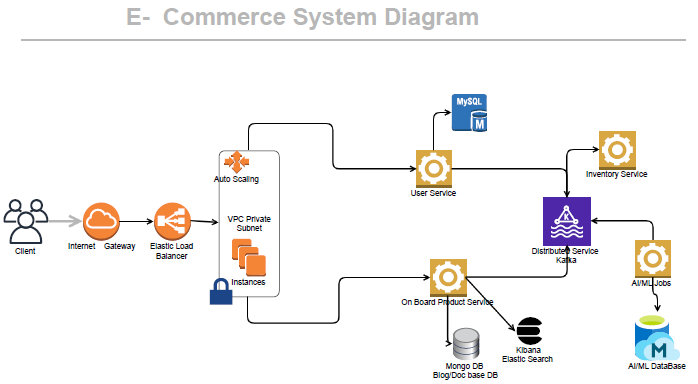 E- Commerce System Diagram
MySQL
M
Auto Scaling
User Service
Inventory Service
VPC Private
Subnet
Client
Internet Gateway
Elastic Load
Balancer
K
Distributed Service
Kafka
Instances
On Board Product Service
AI/ML Jobs
Mongo DB
Blog/Doc base DB
Kibana
Elastic Search
M
AI/ML DataBase